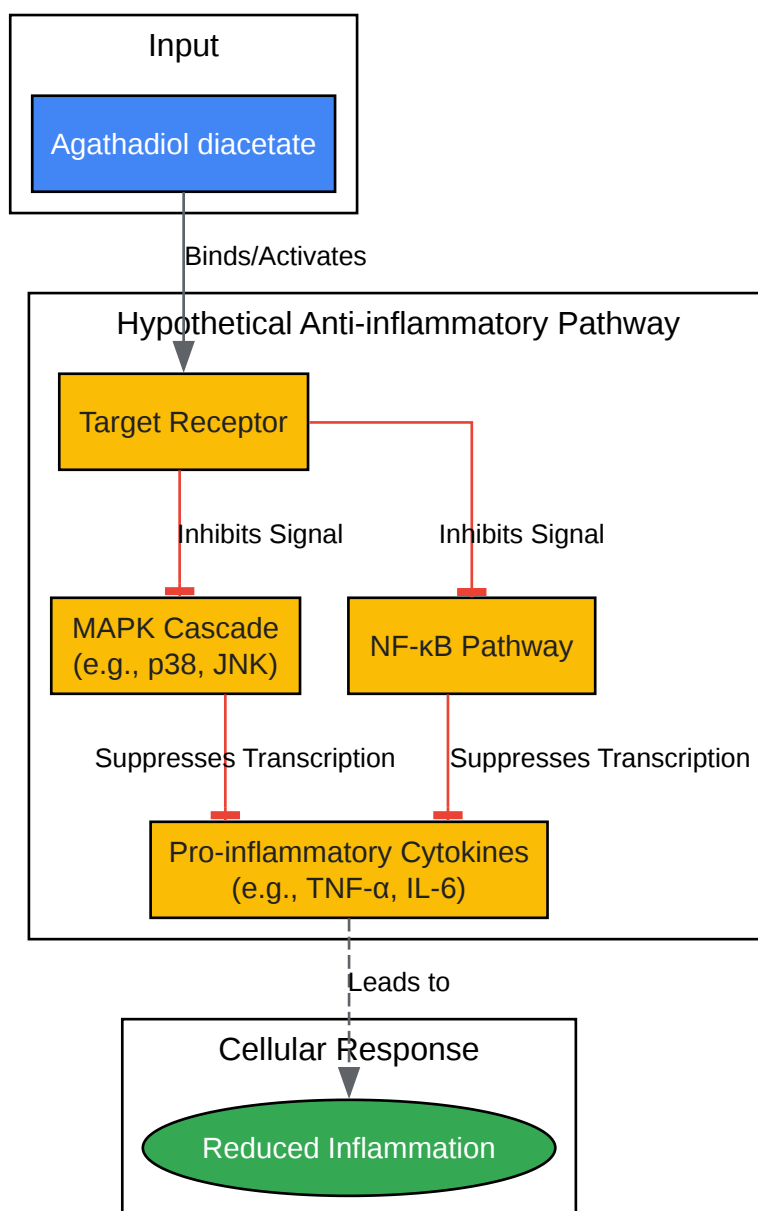 Input
Agathadiol diacetate
Binds/Activates
Hypothetical Anti-inflammatory Pathway
Target Receptor
Inhibits Signal
Inhibits Signal
MAPK Cascade
(e.g., p38, JNK)
NF-κB Pathway
Suppresses Transcription
Suppresses Transcription
Pro-inflammatory Cytokines
(e.g., TNF-α, IL-6)
Leads to
Cellular Response
Reduced Inflammation